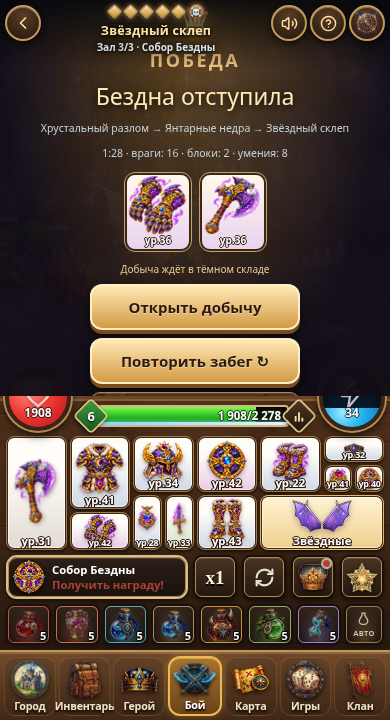 Звёздный склеп
Зал 3/3 · Собор Бездны
ПОБЕДА
Бездна отступила
Хрустальный разлом → Янтарные недра → Звёздный склеп
1:28 · враги: 16 · блоки: 2 · умения: 8
ур.36 ур.36
Добыча ждёт в тёмном складе
Открыть добычу
Повторить забег ↻
1908 6 1 908/2 278 34
ур.31 ур.41 ур.34 ур.42 ур.22 ур.32
ур.41 ур.40
ур.42 ур.28 ур.33 ур.43 Звёздные
Собор Бездны
Получить награду!
x1
5 5 5 5 5 5 5 АВТО
Город Инвентарь Герой Бой Карта Игры Клан